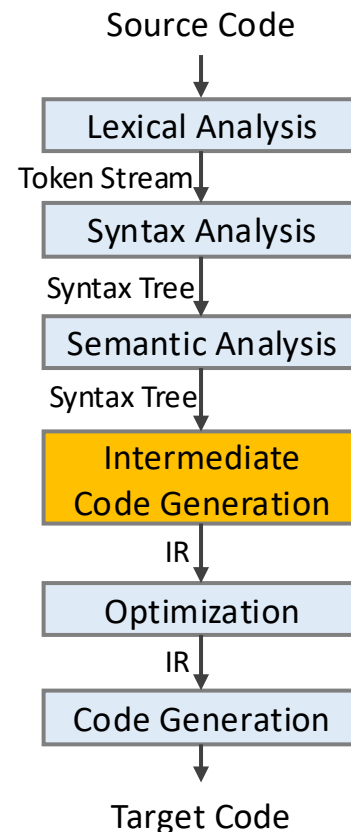 Source Code
Lexical Analysis
Token Stream
Syntax Analysis
Syntax Tree
Semantic Analysis
Syntax Tree
Intermediate
Code Generation
IR
Optimization
IR
Code Generation
Target Code